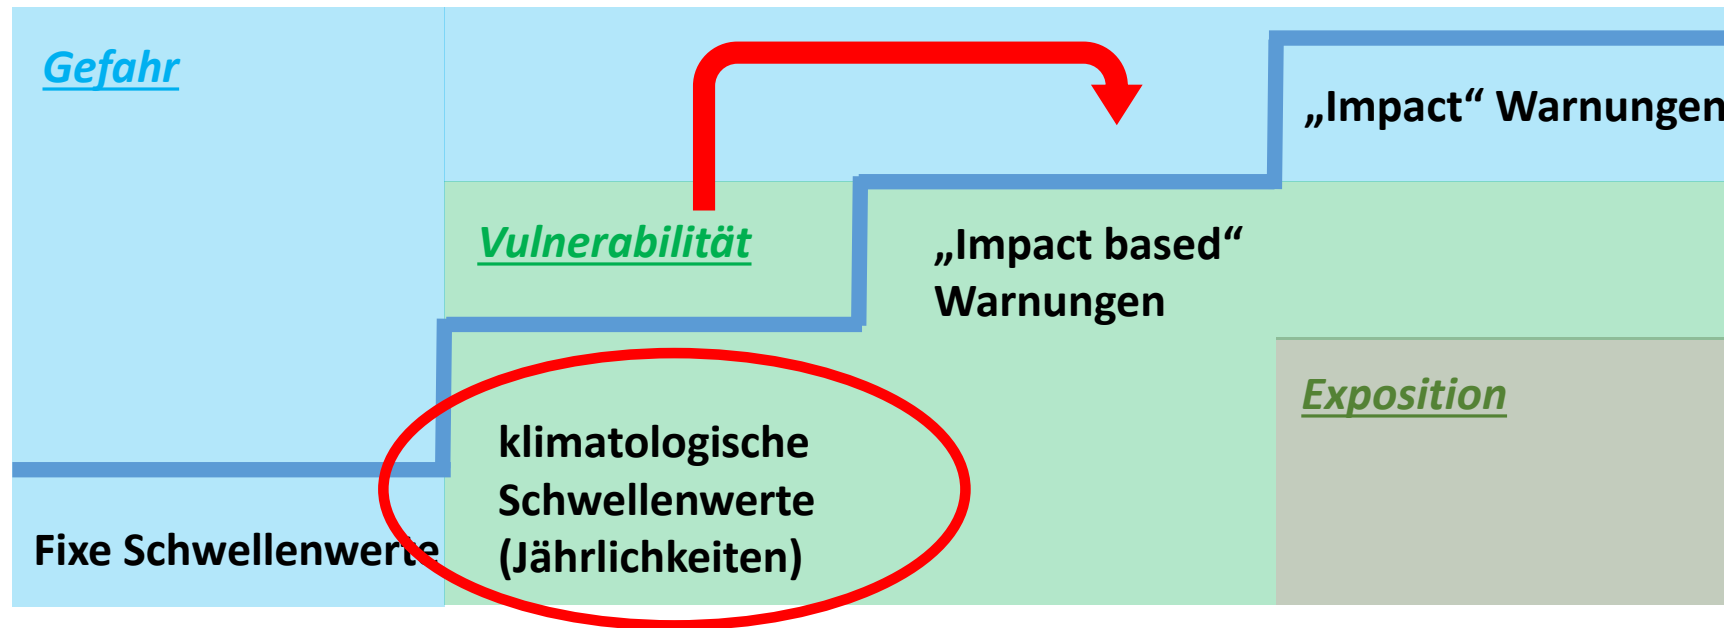 Gefahr
„Impact“ Warnungen
Vulnerabilität
„Impact based“
Warnungen
Exposition
klimatologische
Schwellenwerte
(Jährlichkeiten)
Fixe Schwellenwerte